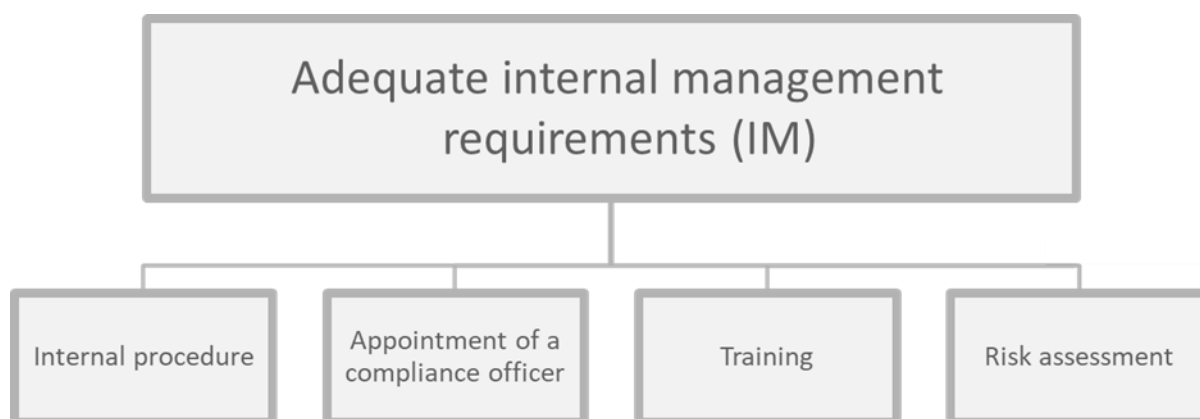 Adequate internal management
requirements (IM)
Internal procedure
Appointment of a
compliance officer
Training
Risk assessment